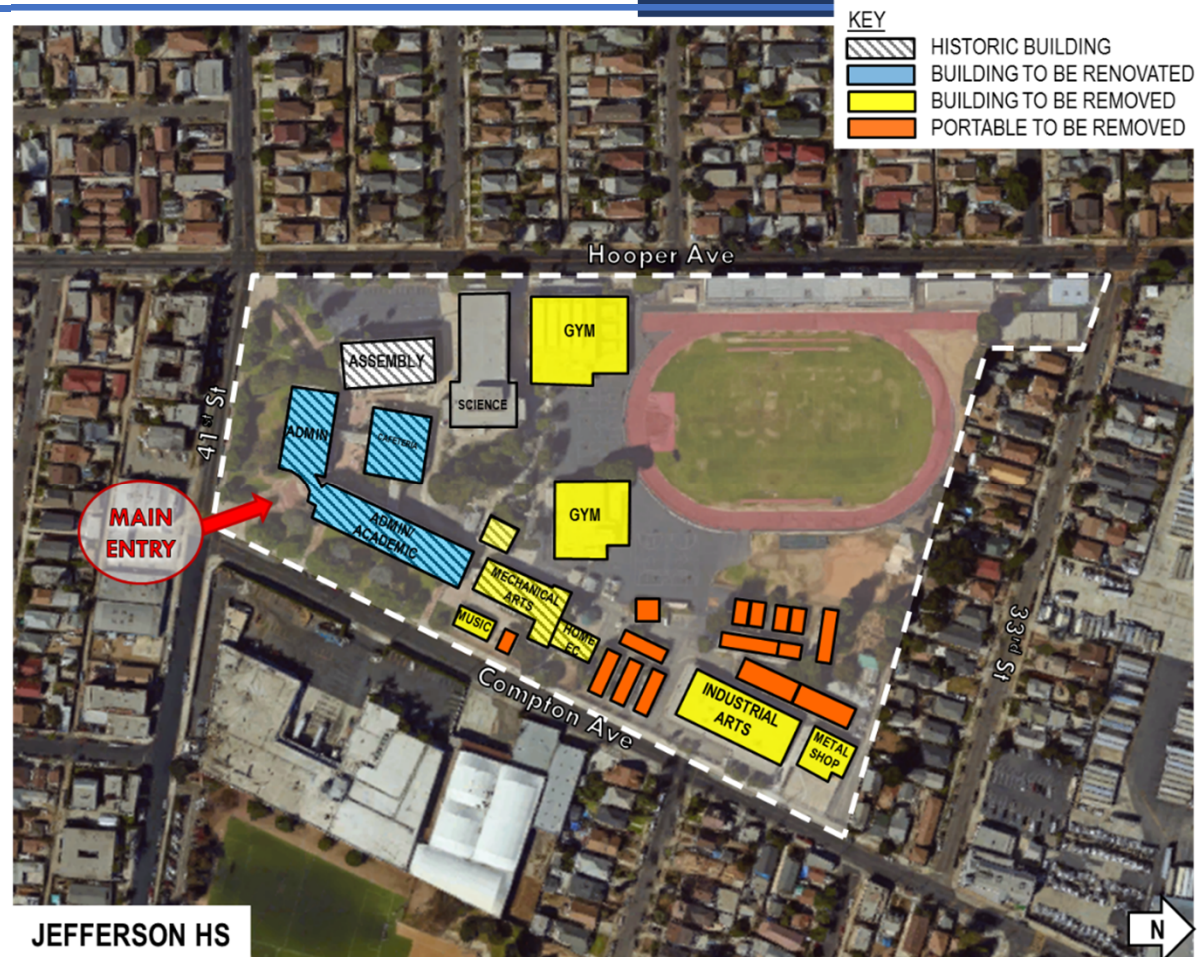 KEY
HISTORIC BUILDING
BUILDING TO BE RENOVATED
BUILDING TO BE REMOVED
PORTABLE TO BE REMOVED
Hooper Ave
GYM
ASSEMBLY
SCIENCE
41st St
ADMIN
CAFETERIA
MAIN
ENTRY
ADMIN/
ACADEMIC
GYM
MECHANICAL
ARTS
MUSIC
HOME
EC.
33rd St
Compton Ave
INDUSTRIAL
ARTS
METAL
SHOP
JEFFERSON HS
N